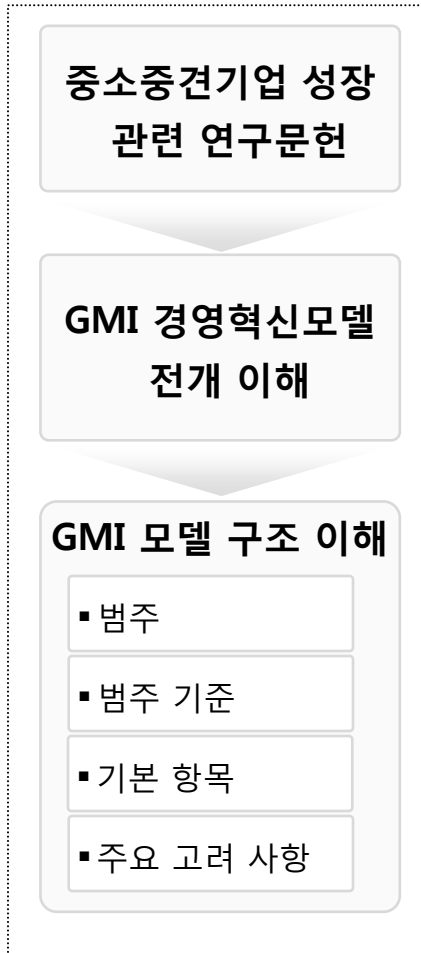 중소중견기업 성장
관련 연구문헌
GMI 경영혁신모델
전개 이해
GMI 모델 구조 이해
▪ 범주
▪ 범주 기준
▪ 기본 항목
▪ 주요 고려 사항